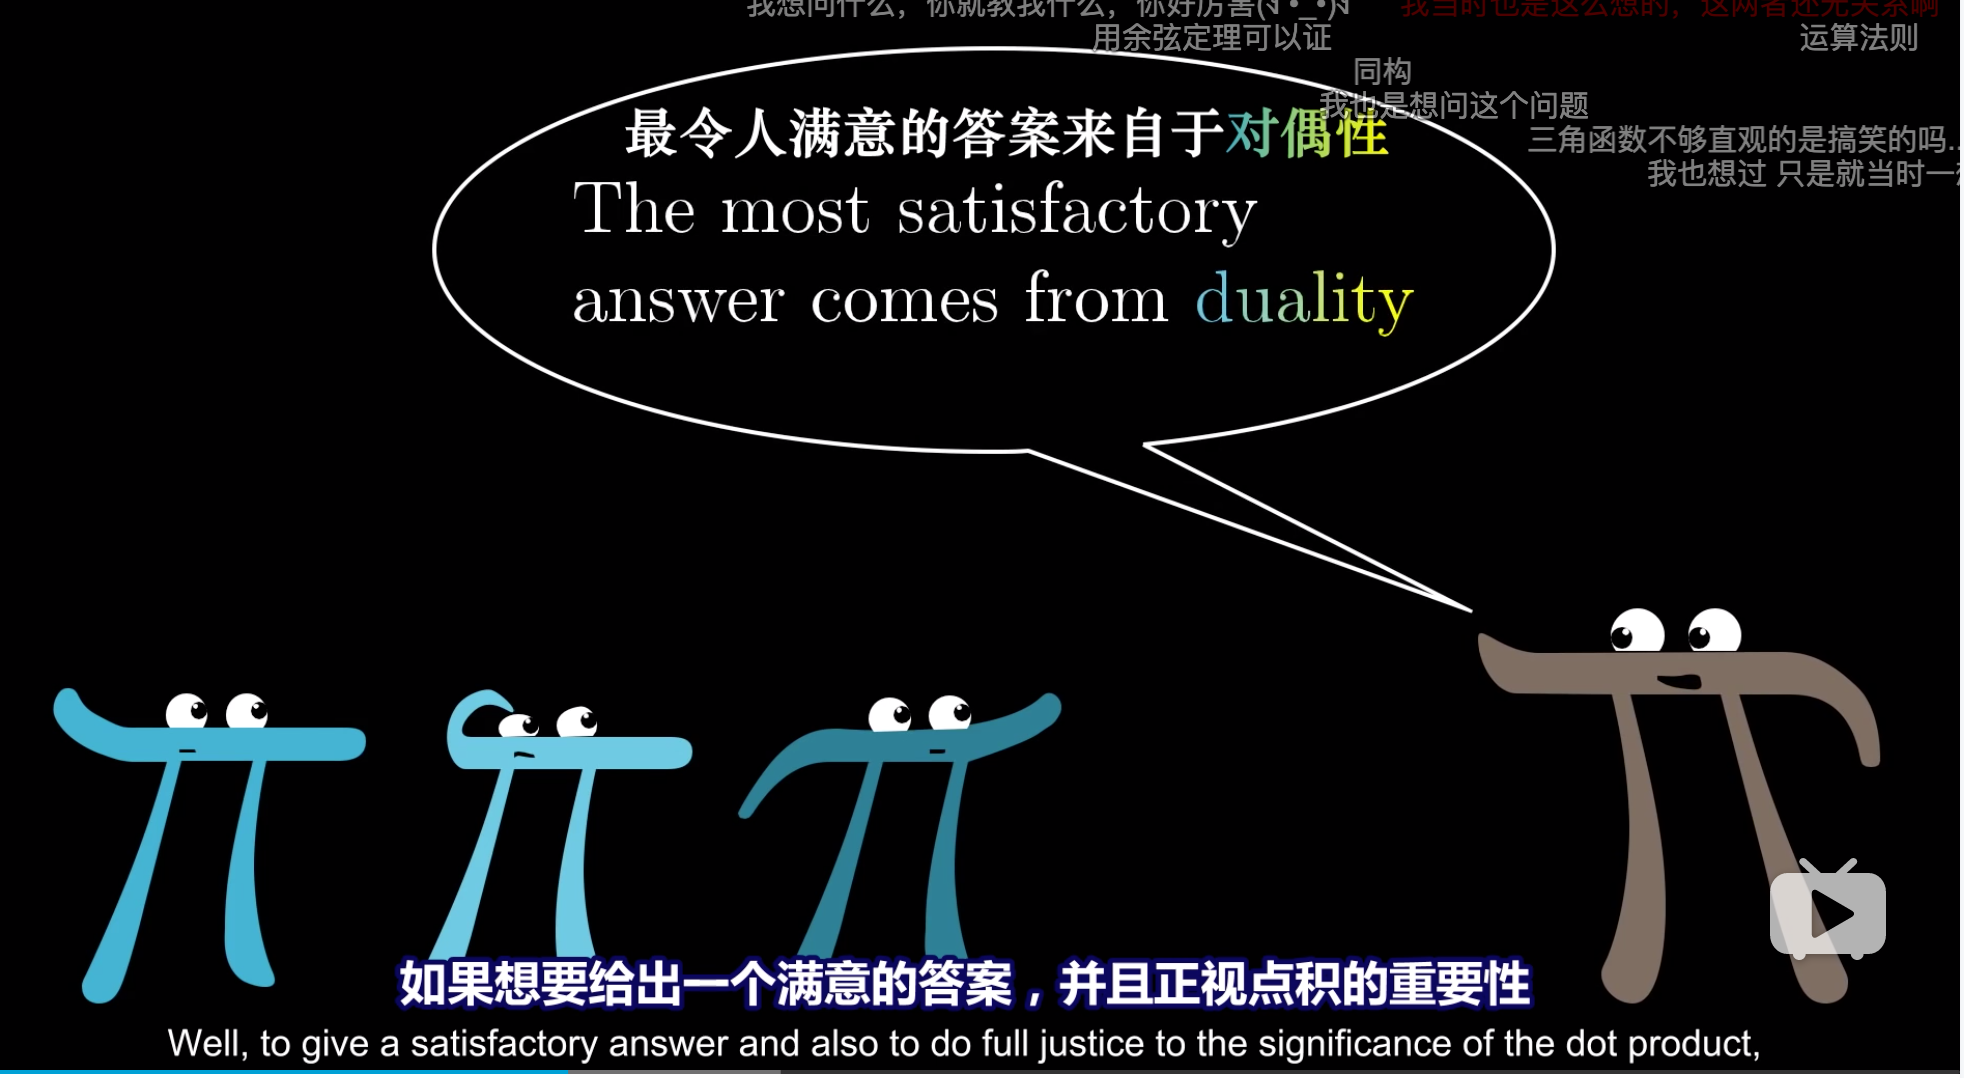 我想问什么，你就教我什么，你好厉害
我当时也是这么想的，这两者还无关系啊
用余弦定理可以证
运算法则
同构
我也是想问这个问题
三角函数不够直观的是搞笑的吗..
我也想过 只是就当时一
最令人满意的答案来自于对偶性
The most satisfactory
answer comes from duality
如果想要给出一个满意的答案，并且正视点积的重要性
Well, to give a satisfactory answer and also to do full justice to the significance of the dot product,